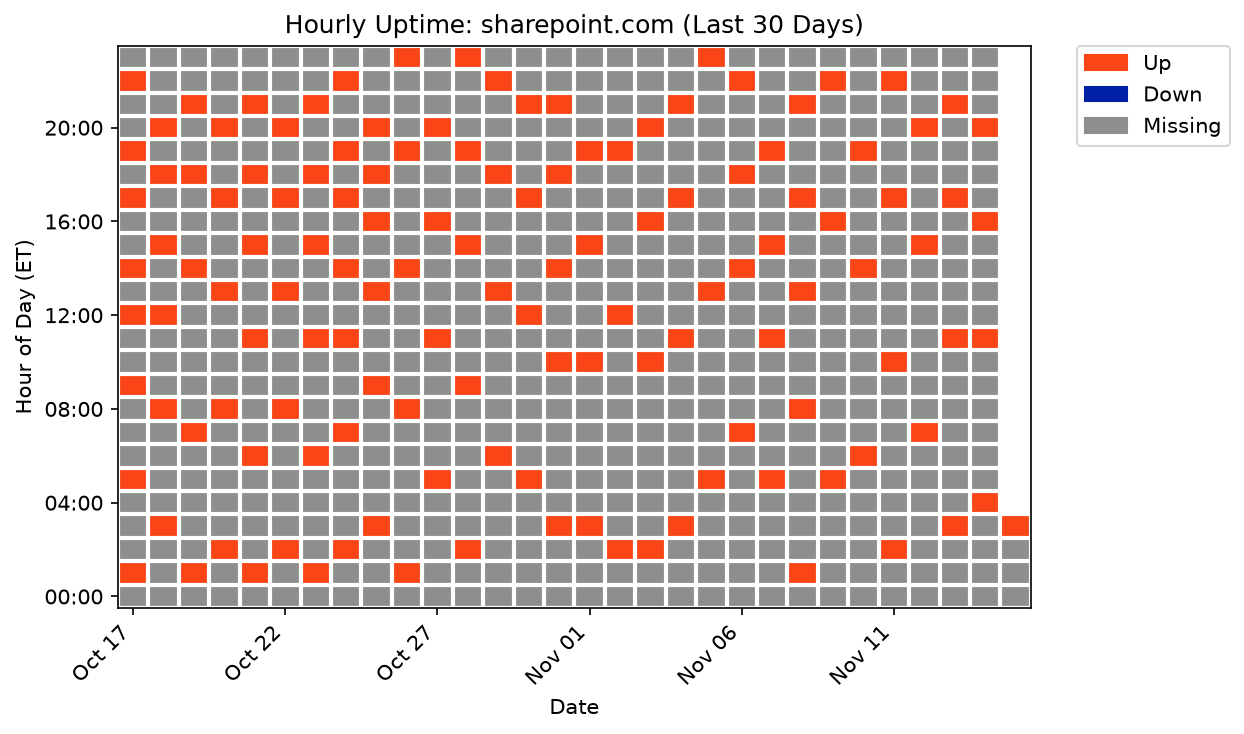 Hourly Uptime: sharepoint.com (Last 30 Days)
Up
Down
Missing
Hour of Day (ET)
20:00
16:00
12:00
08:00
04:00
00:00
Oct 17
Oct 22
Oct 27
Nov 01
Nov 06
Nov 11
Date